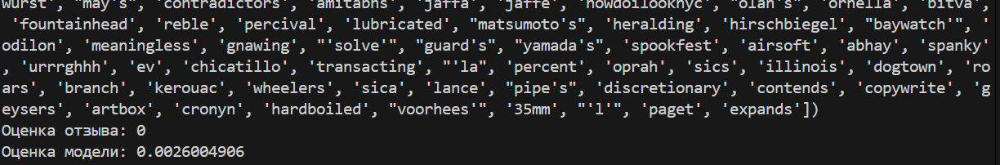 wurst', "may's", 'contradictors', 'amitabhs', 'jaffa', 'jaffe', 'howdoilooknyc', "olan's", 'ornella', 'bitva',
'fountainhead', 'reble', 'percival', 'lubricated', "matsumoto's", 'heralding', 'hirschbiegel', "baywatch'", '
odilon', 'meaningless', 'gnawing', "'solve'", "guard's", "yamada's", 'spookfest', 'airsoft', 'abhay', 'spanky'
, 'urrrghhh', 'ev', 'chicatillo', 'transacting', "'la", 'percent', 'oprah', 'sics', 'illinois', 'dogtown', 'ro
ars', 'branch', 'kerouac', 'wheelers', 'sica', 'lance', "pipe's", 'discretionary', 'contends', 'copywrite', 'g
eysers', 'artbox', 'cronyn', 'hardboiled', "voorhees'", '35mm', "'l'", 'paget', 'expands'])
Оценка отзыва: 0
Оценка модели: 0.0026004906